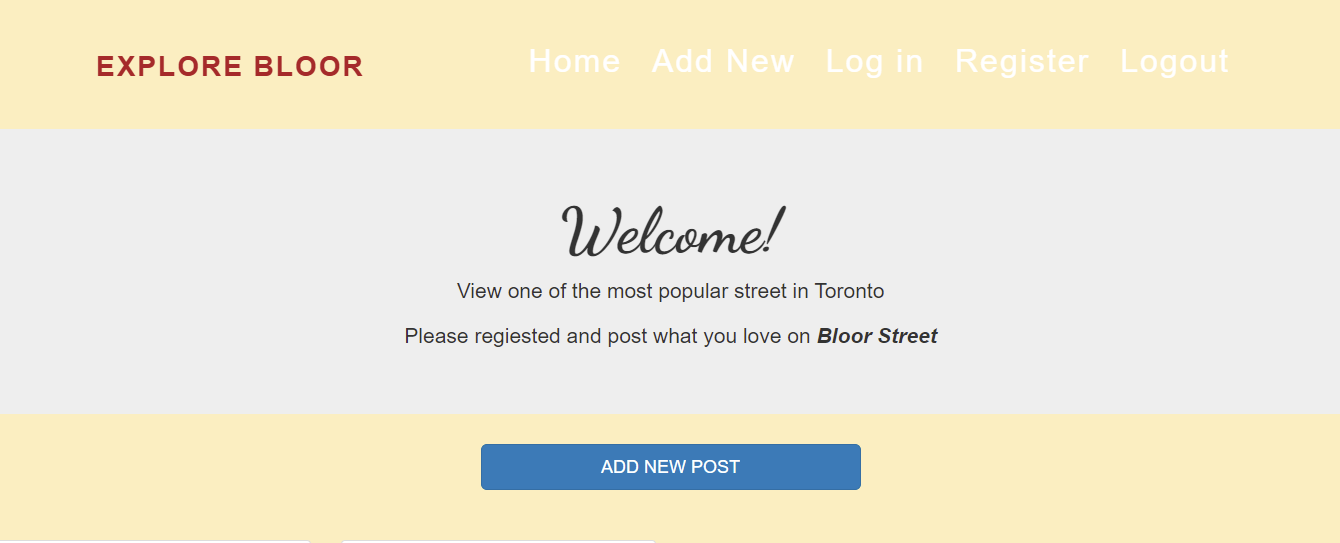 EXPLORE BLOOR
Home Add New Log in Register Logout
Welcome!
View one of the most popular street in Toronto
Please regiested and post what you love on Bloor Street
ADD NEW POST